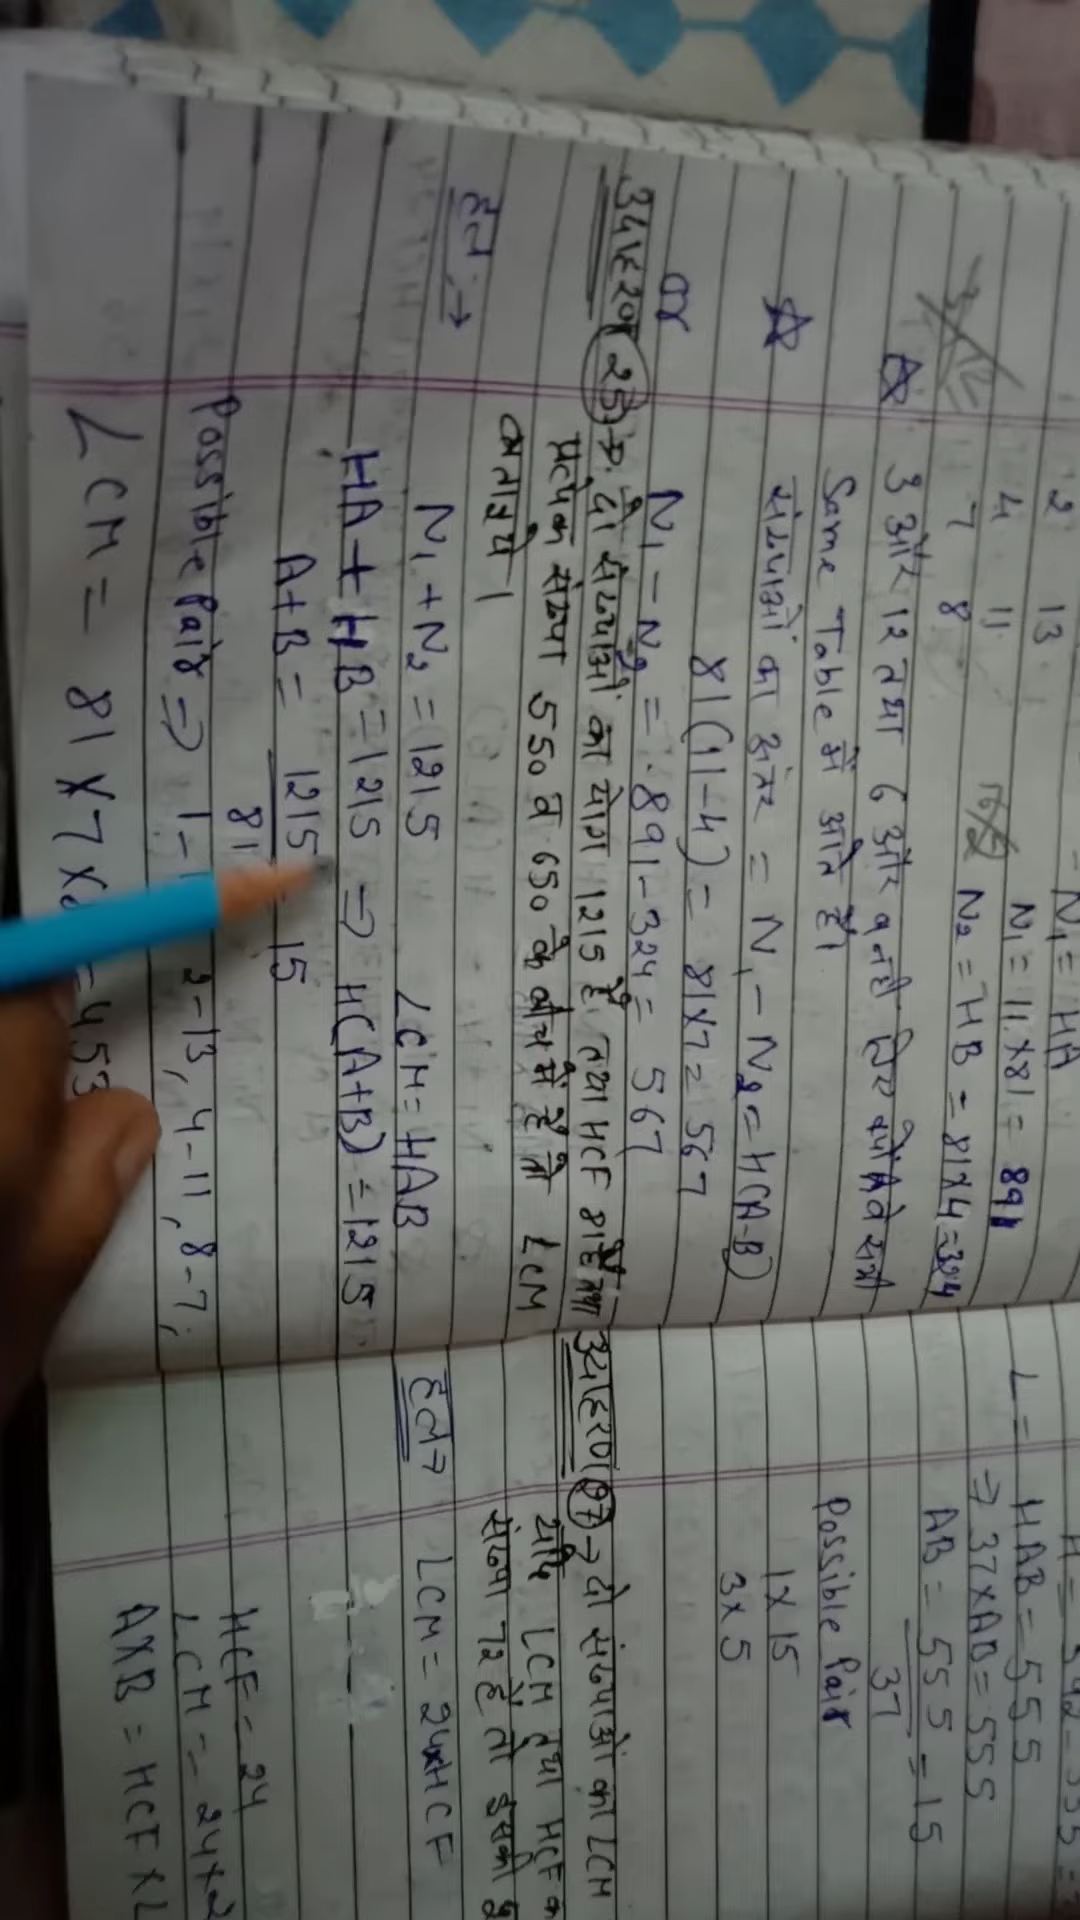 2 13
4 11
7 8
N₁ = HA
N₁ = 11 × 81 = 891
N₂ = HB = 81×4 = 324
3 और 12 तथा 6 और 9 नहीं
Same Table में आते हैं।
संख्याओं का अंतर = N₁ - N₂ = H(A-B)
81(11-4) = 81×7 = 567
or N₁ - N₂ = 891 - 324 = 567
उदाहरण 25 → दो संख्याओं का योग 1215 है तथा HCF 81 है तथा
प्रत्येक संख्या 550 व 650 के बीच में है तो LCM
बताइये।
हल :→ N₁ + N₂ = 1215 LCM = HAB
HA + HB = 1215 → H(A+B) = 1215
A+B = 1215/81 = 15
Possible Pair ⇒ 1- 2-13, 4-11, 8-7,
LCM = 81 × 7 × = 453
L = HAB = 555
⇒ 37×AB = 555
AB = 555/37 = 15
Possible Pair
1 × 15
3 × 5
उदाहरण 27 → दो संख्याओं का LCM
यदि LCM तथा HCF
संख्या 72 है तो इसकी
हल → LCM = 24×HCF
HCF = 24
LCM = 24×2
A×B = HCF × L